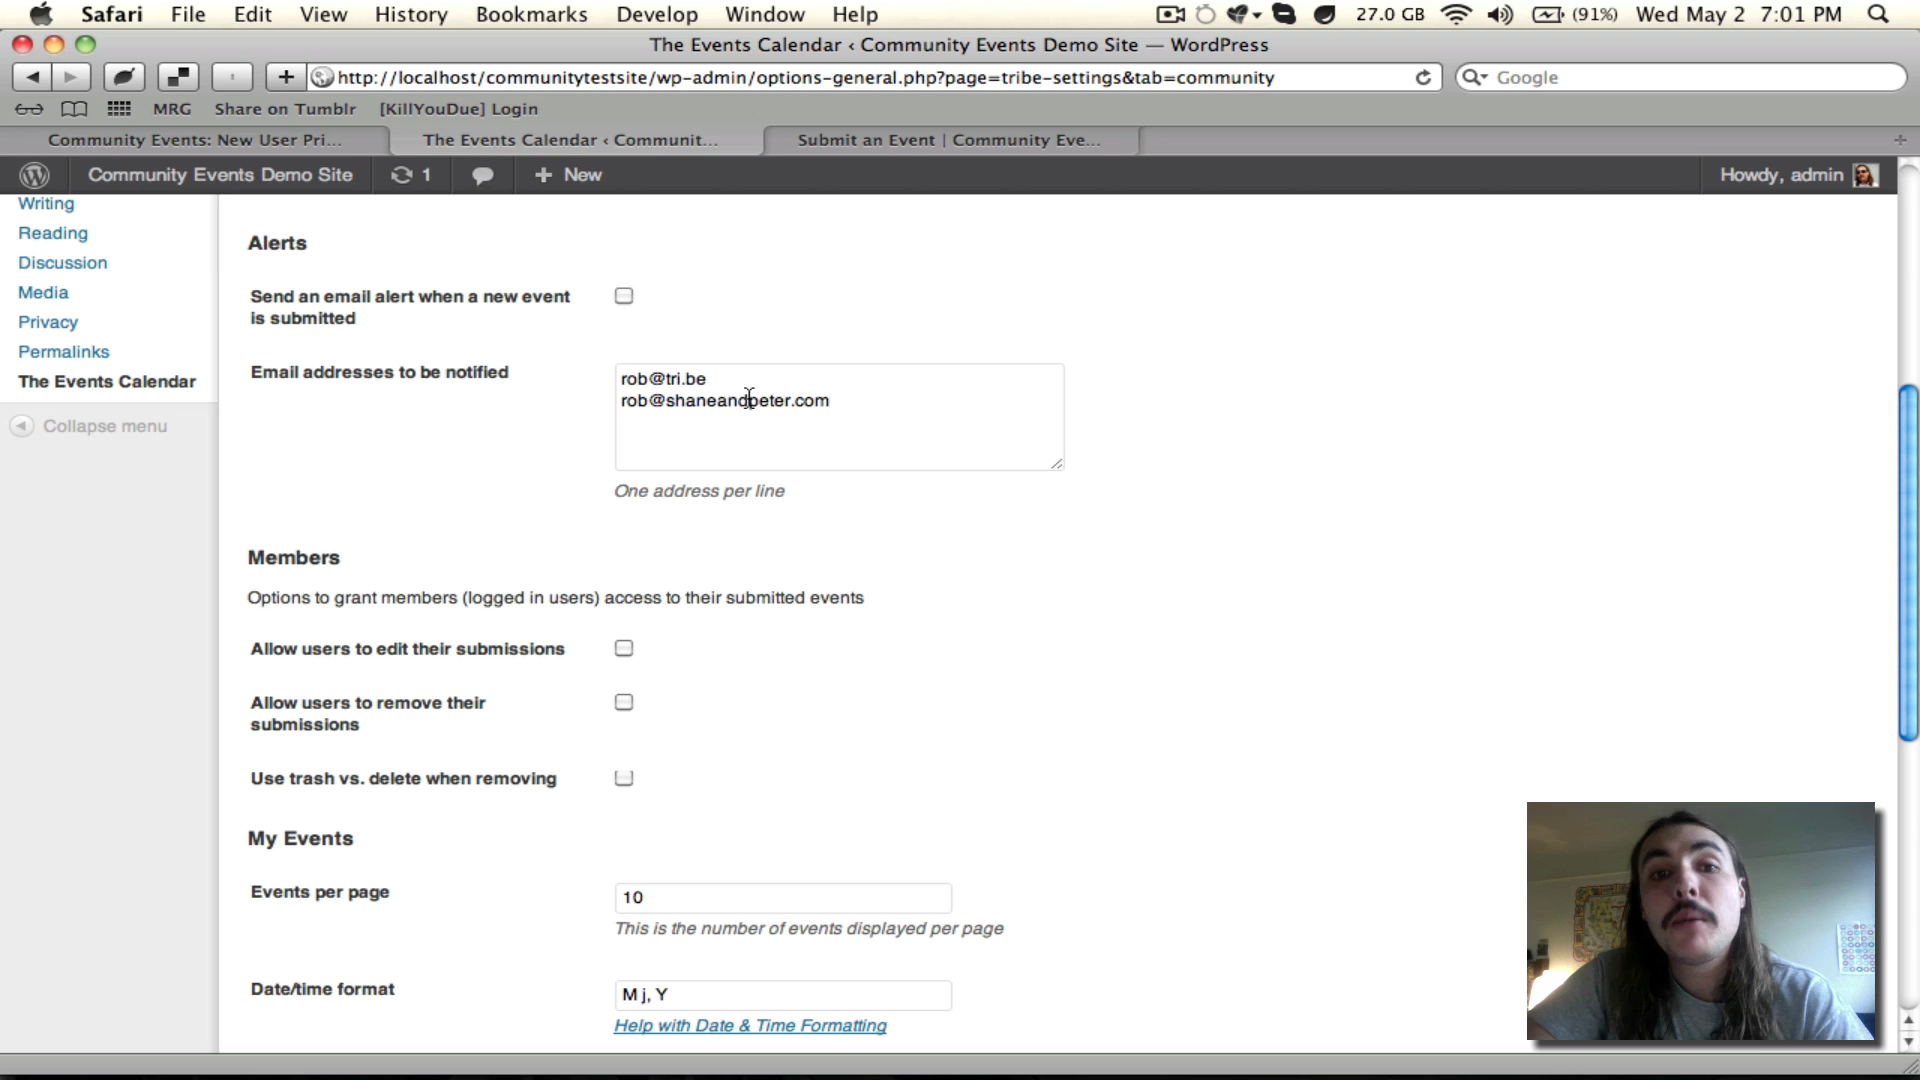 Safari File Edit View History Bookmarks Develop Window Help 27.0 GB (91%) Wed May 2 7:01 PM
The Events Calendar ‹ Community Events Demo Site — WordPress
http://localhost/communitytestsite/wp-admin/options-general.php?page=tribe-settings&tab=community Google
MRG Share on Tumblr [KillYouDue] Login
Community Events: New User Pri... The Events Calendar ‹ Communit... Submit an Event | Community Eve...
Community Events Demo Site 1 + New Howdy, admin
Writing
Reading
Discussion
Media
Privacy
Permalinks
The Events Calendar
Collapse menu
Alerts
Send an email alert when a new event
is submitted
Email addresses to be notified
rob@tri.be
rob@shaneandpeter.com
One address per line
Members
Options to grant members (logged in users) access to their submitted events
Allow users to edit their submissions
Allow users to remove their
submissions
Use trash vs. delete when removing
My Events
Events per page
10
This is the number of events displayed per page
Date/time format
M j, Y
Help with Date & Time Formatting